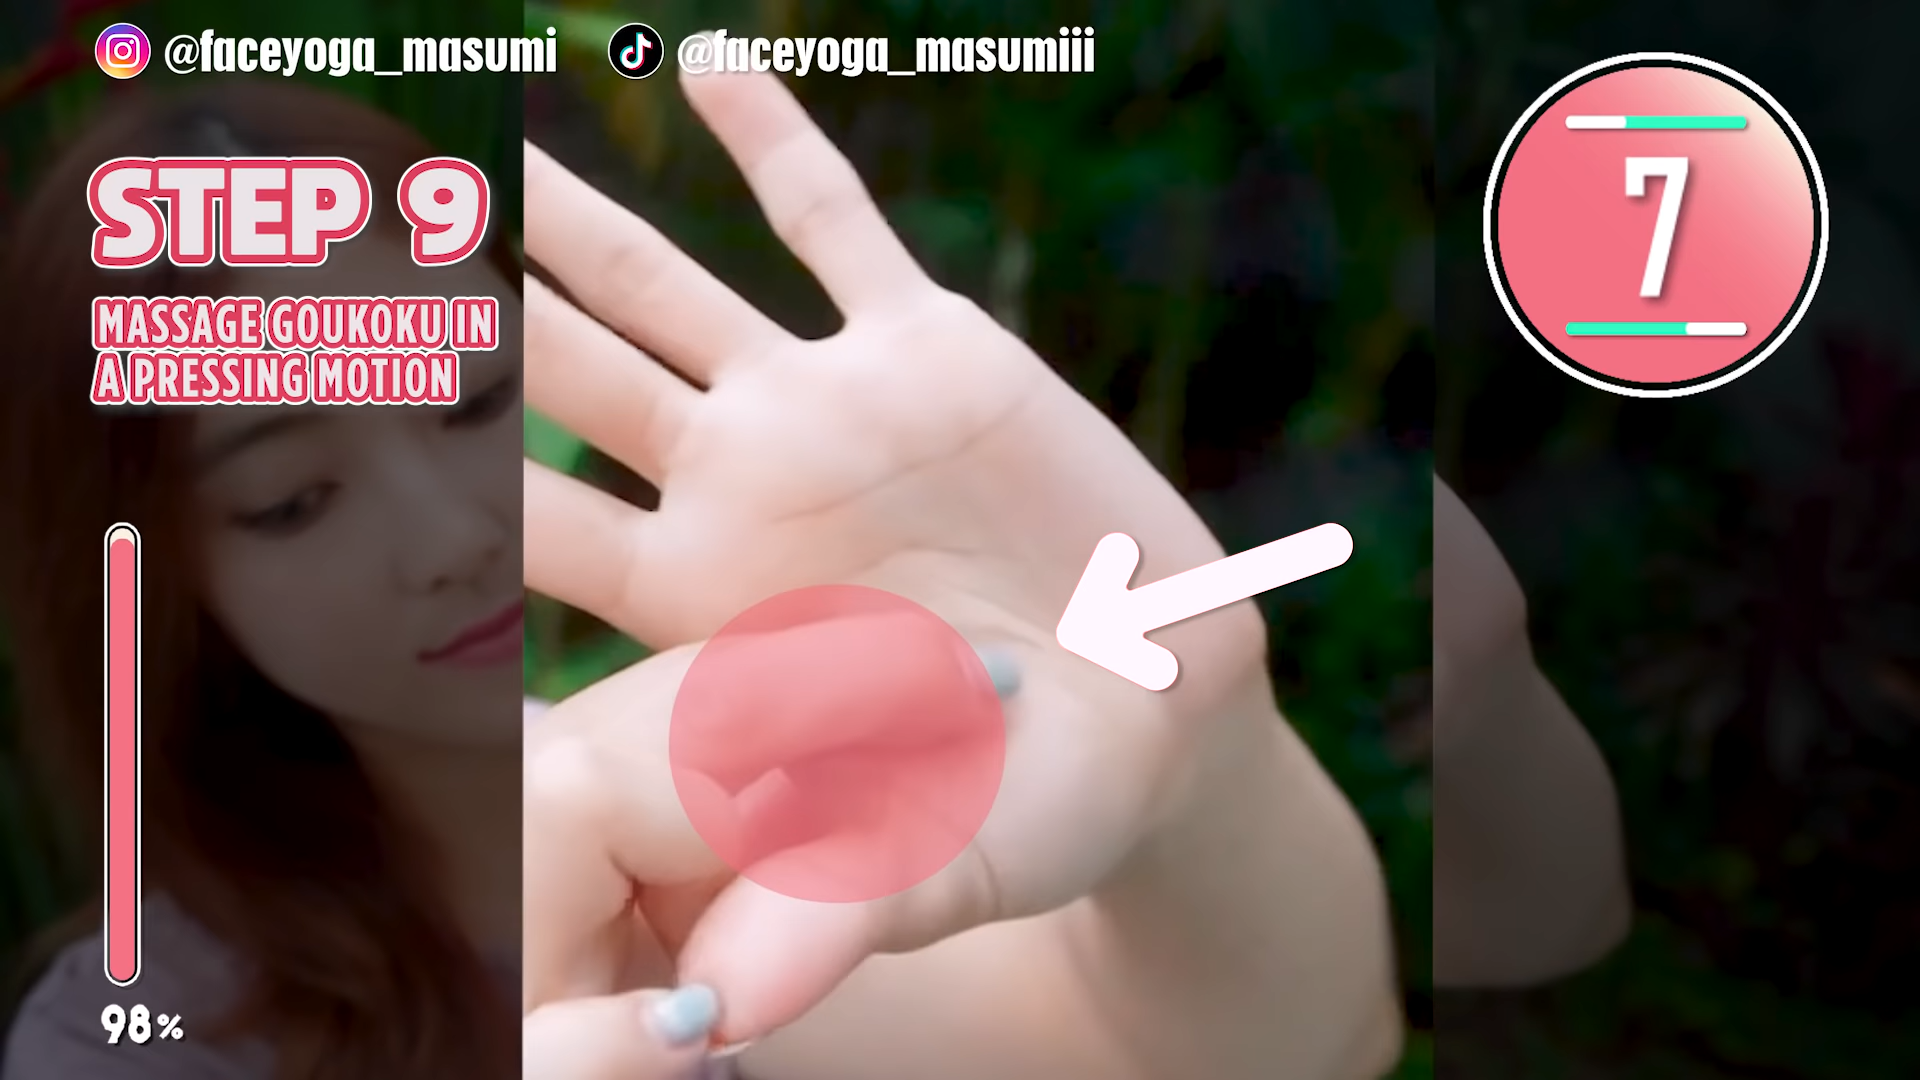 @faceyoga_masumi
@faceyoga_masumiii
STEP 9
MASSAGE GOUKOKU IN
A PRESSING MOTION
7
98%